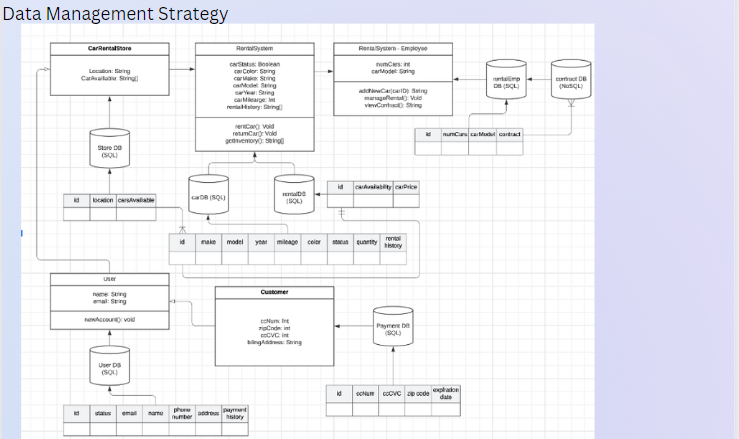 Data Management Strategy
CarRentalStore
Location: String
CarAvailable: String[]
RentalSystem
carStatus: Boolean
carColor: String
carMake: String
carModel: String
carYear: String
carMileage: Int
rentalHistory: String[]
rentCar(): Void
returnCar(): Void
getInventory(): String[]
RentalSystem - Employee
numCars: int
carModel: String
addNewCar(carID): String
manageRental(): Void
viewContract(): String
rentalEmp
DB (SQL)
contract DB
(NoSQL)
id numCars carModel contract
Store DB
(SQL)
id location carsAvailable
carDB (SQL)
rentalDB
(SQL)
id carAvailability carPrice
id make model year mileage color status quantity rental
history
User
name: String
email: String
newAccount(): void
Customer
ccNum: Int
zipCode: int
ccCVC: int
billingAddress: String
Payment DB
(SQL)
id ccNum ccCVC zip code expiration
date
User DB
(SQL)
id status email name phone
number address payment
history